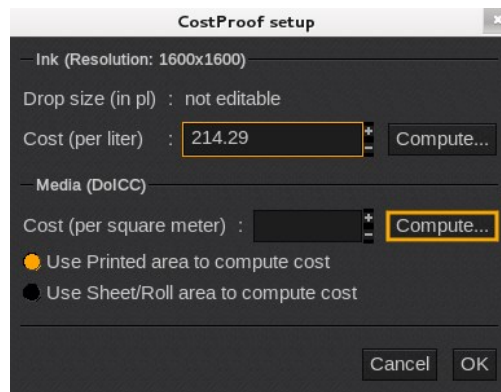 CostProof setup
Ink (Resolution: 1600x1600)
Drop size (in pl) : not editable
Cost (per liter) : 214.29 Compute...
Media (DolCC)
Cost (per square meter) : Compute...
Use Printed area to compute cost
Use Sheet/Roll area to compute cost
Cancel OK